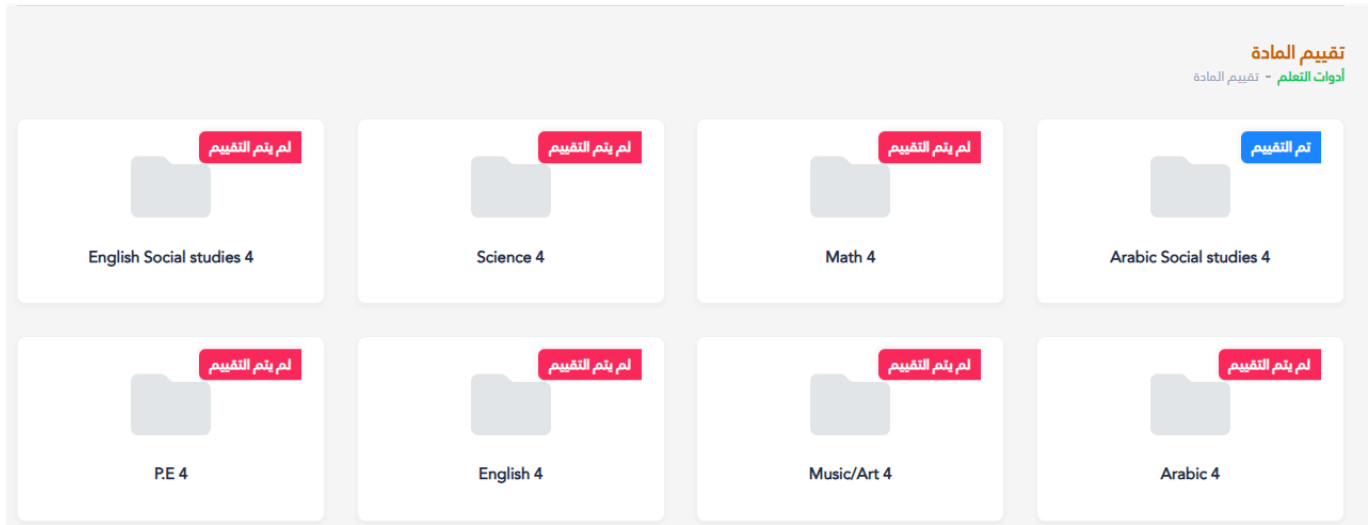 تقييم المادة
أدوات التعلم - تقييم المادة
تم التقييم
Arabic Social studies 4
لم يتم التقييم
Math 4
لم يتم التقييم
Science 4
لم يتم التقييم
English Social studies 4
لم يتم التقييم
Arabic 4
لم يتم التقييم
Music/Art 4
لم يتم التقييم
English 4
لم يتم التقييم
P.E 4